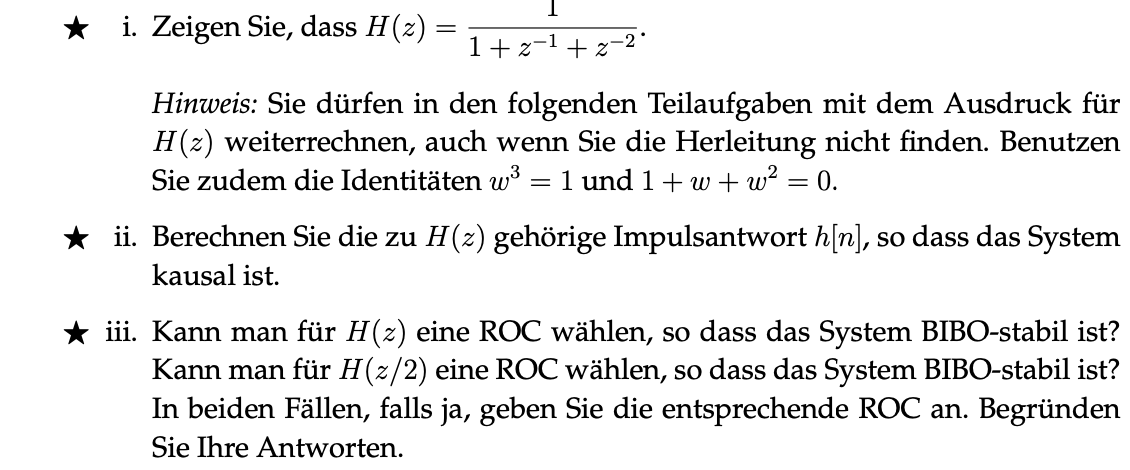 ★ i. Zeigen Sie, dass H(z) = 1 / (1 + z⁻¹ + z⁻²).
Hinweis: Sie dürfen in den folgenden Teilaufgaben mit dem Ausdruck für
H(z) weiterrechnen, auch wenn Sie die Herleitung nicht finden. Benutzen
Sie zudem die Identitäten w³ = 1 und 1 + w + w² = 0.
★ ii. Berechnen Sie die zu H(z) gehörige Impulsantwort h[n], so dass das System
kausal ist.
★ iii. Kann man für H(z) eine ROC wählen, so dass das System BIBO-stabil ist?
Kann man für H(z/2) eine ROC wählen, so dass das System BIBO-stabil ist?
In beiden Fällen, falls ja, geben Sie die entsprechende ROC an. Begründen
Sie Ihre Antworten.